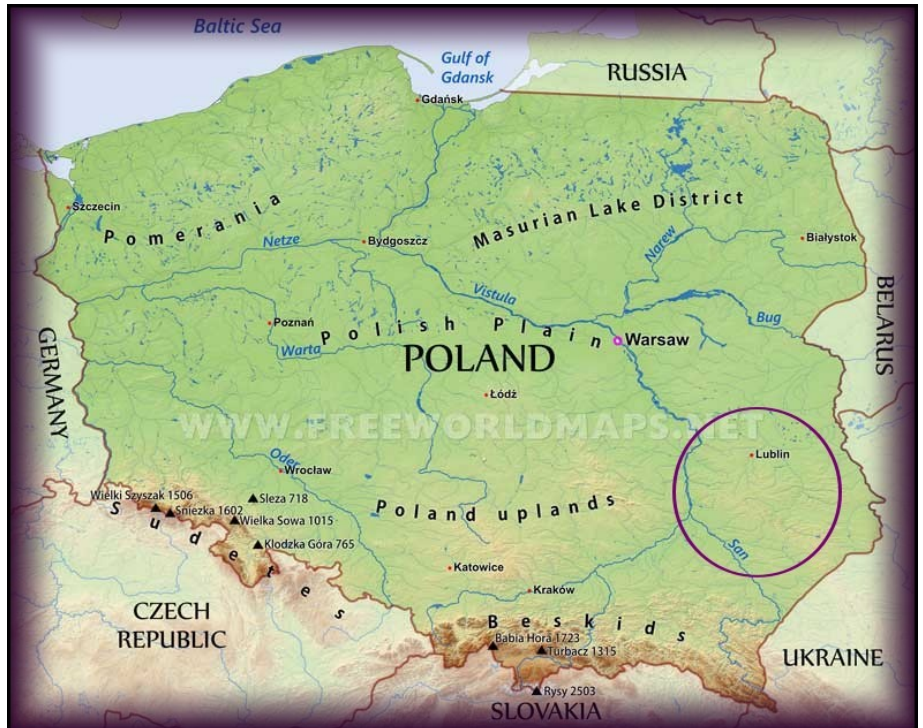 Baltic Sea
Gulf of
Gdansk
RUSSIA
Gdańsk
Szczecin
Pomerania
Masurian Lake District
Netze
Bydgoszcz
Narew
Białystok
Vistula
Bug
BELARUS
Poznań
Polish Plain
Warsaw
Warta
POLAND
GERMANY
Łódź
WWW.FREEWORLDMAPS.NET
Lublin
Oder
Wrocław
Wielki Szyszak 1506
Sleza 718
Sniezka 1602
Wielka Sowa 1015
Poland uplands
Sudetes
Klodzka Góra 765
San
Katowice
Kraków
CZECH
REPUBLIC
Beskids
Babia Hora 1723
Turbacz 1315
UKRAINE
Rysy 2503
SLOVAKIA